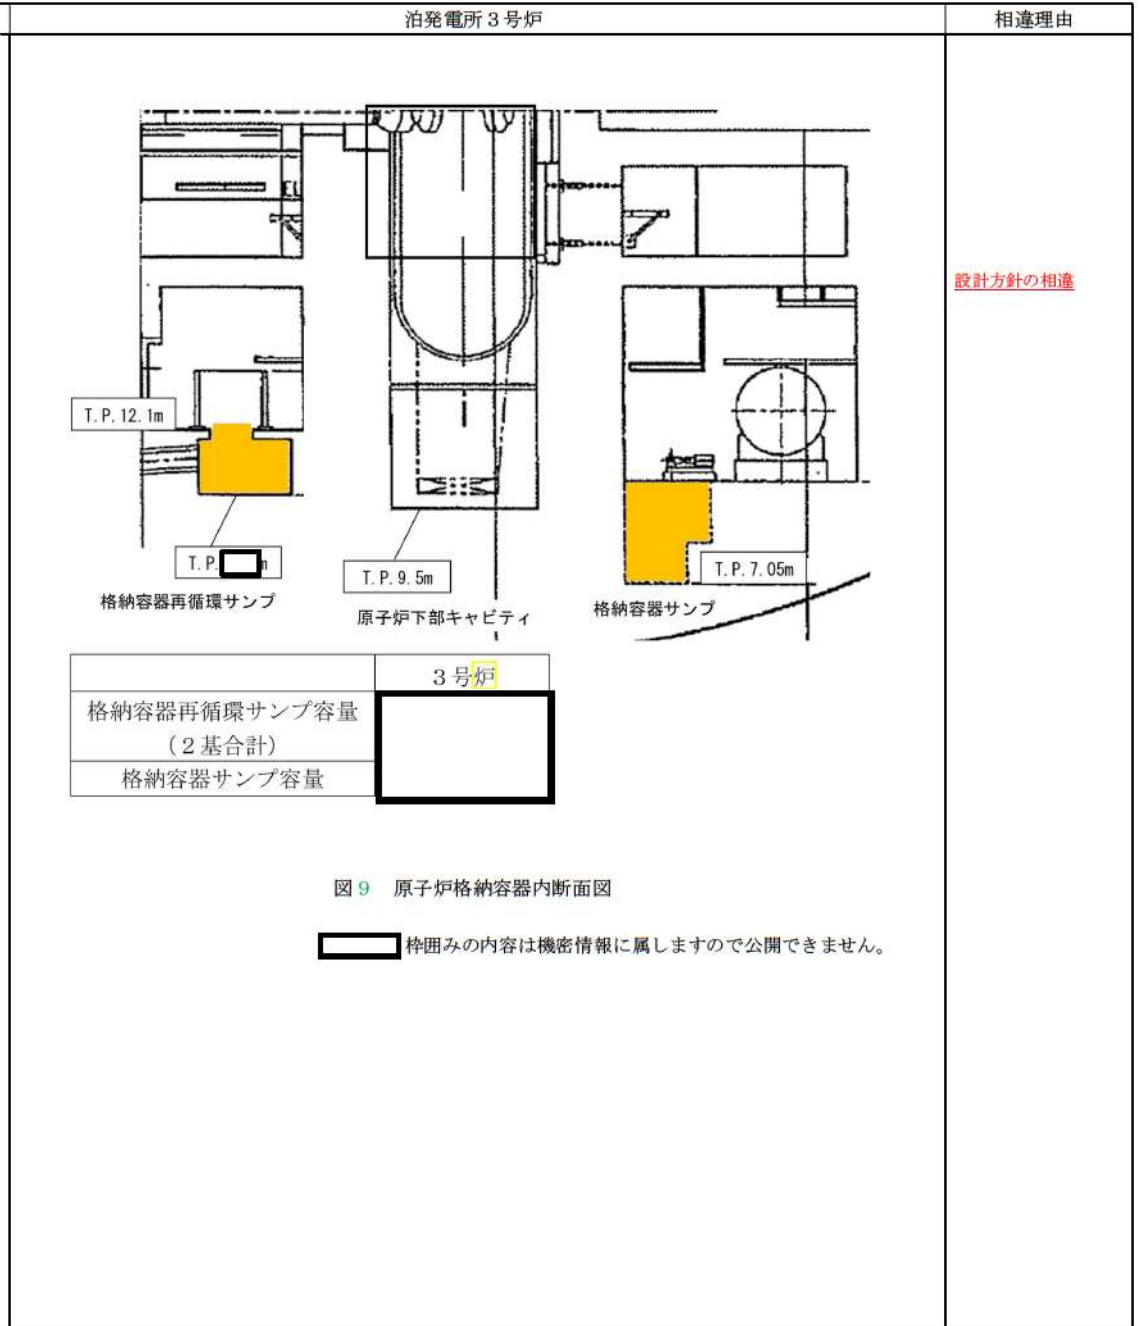 泊発電所3号炉
相違理由
EL
設計方針の相違
T.P.12.1m
T.P. m
T.P.9.5m
T.P.7.05m
格納容器再循環サンプ
原子炉下部キャビティ
格納容器サンプ
3号炉
格納容器再循環サンプ容量
(2基合計)
格納容器サンプ容量
図9 原子炉格納容器内断面図
枠囲みの内容は機密情報に属しますので公開できません。